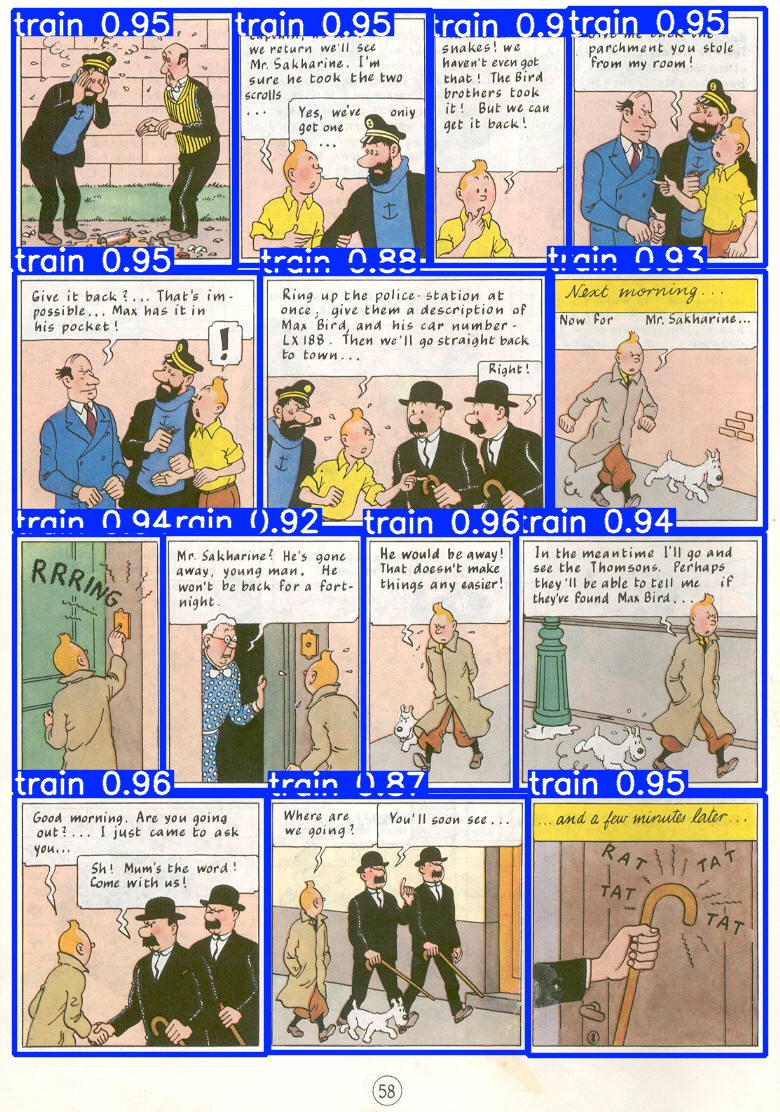 train 0.95
train 0.95
train 0.9
train 0.95
we return we'll see
Mr. Sakharine. I'm
sure he took the two
scrolls
...
Yes, we've only
got one
...
snakes! we
haven't even got
that! The Bird
brothers took
it! But we can
get it back!
parchment you stole
from my room!
train 0.95
train 0.88
train 0.93
Give it back?... That's im-
possible... Max has it in
his pocket!
!
Ring up the police-station at
once, give them a description of
Max Bird, and his car number -
LX188. Then we'll go straight back
to town...
Right!
Next morning...
Now for Mr. Sakharine...
train 0.94
train 0.92
train 0.96
train 0.94
RRRING
Mr. Sakharine? He's gone
away, young man. He
won't be back for a fort-
night.
He would be away!
That doesn't make
things any easier!
In the meantime I'll go and
see the Thomsons. Perhaps
they'll be able to tell me if
they've found Max Bird...
train 0.96
train 0.87
train 0.95
Good morning. Are you going
out?... I just came to ask
you...
Sh! Mum's the word!
Come with us!
Where are
we going?
You'll soon see...
...and a few minutes later...
RAT
TAT
TAT
TAT
58